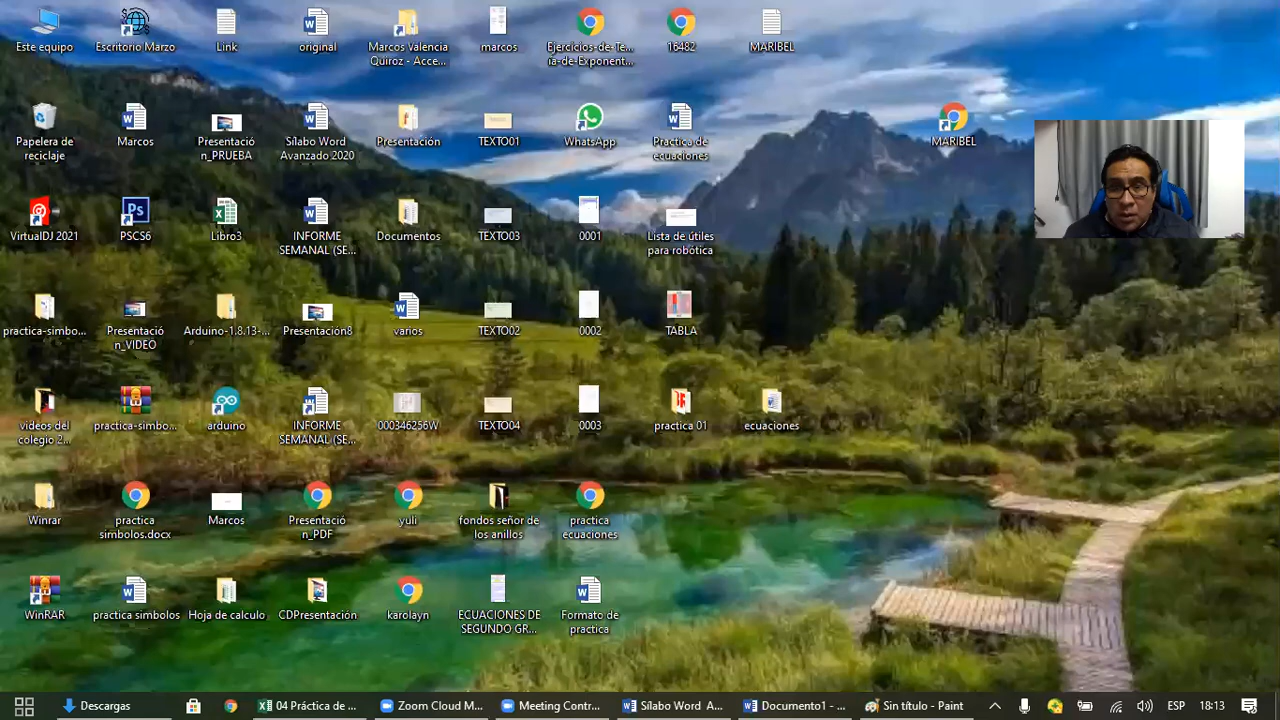 Este equipo
Escritorio Marzo
Link
original
Marcos Valencia
Quiroz - Acce...
marcos
Ejercicios-de-Te...
ia-de-Exponent...
16482
MARIBEL
Papelera de
reciclaje
Marcos
Presentació
n_PRUEBA
Sílabo Word
Avanzado 2020
Presentación
TEXTO01
WhatsApp
Practica de
ecuaciones
MARIBEL
VirtualDJ 2021
PSCS6
Libro3
INFORME
SEMANAL (SE...
Documentos
TEXTO03
0001
Lista de útiles
para robótica
practica-simbo...
Presentació
n_VIDEO
Arduino-1.8.13-...
Presentación8
varios
TEXTO02
0002
TABLA
videos del
colegio 2...
practica-simbo...
arduino
INFORME
SEMANAL (SE...
000346256W
TEXTO04
0003
practica 01
ecuaciones
Winrar
practica
simbolos.docx
Marcos
Presentació
n_PDF
yuli
fondos señor de
los anillos
practica
ecuaciones
WinRAR
practica simbolos
Hoja de calculo
CDPresentación
karolayn
ECUACIONES DE
SEGUNDO GR...
Formato de
practica
Descargas
04 Práctica de ...
Zoom Cloud M...
Meeting Contr...
Sílabo Word A...
Documento1 - ...
Sin título - Paint
ESP
18:13